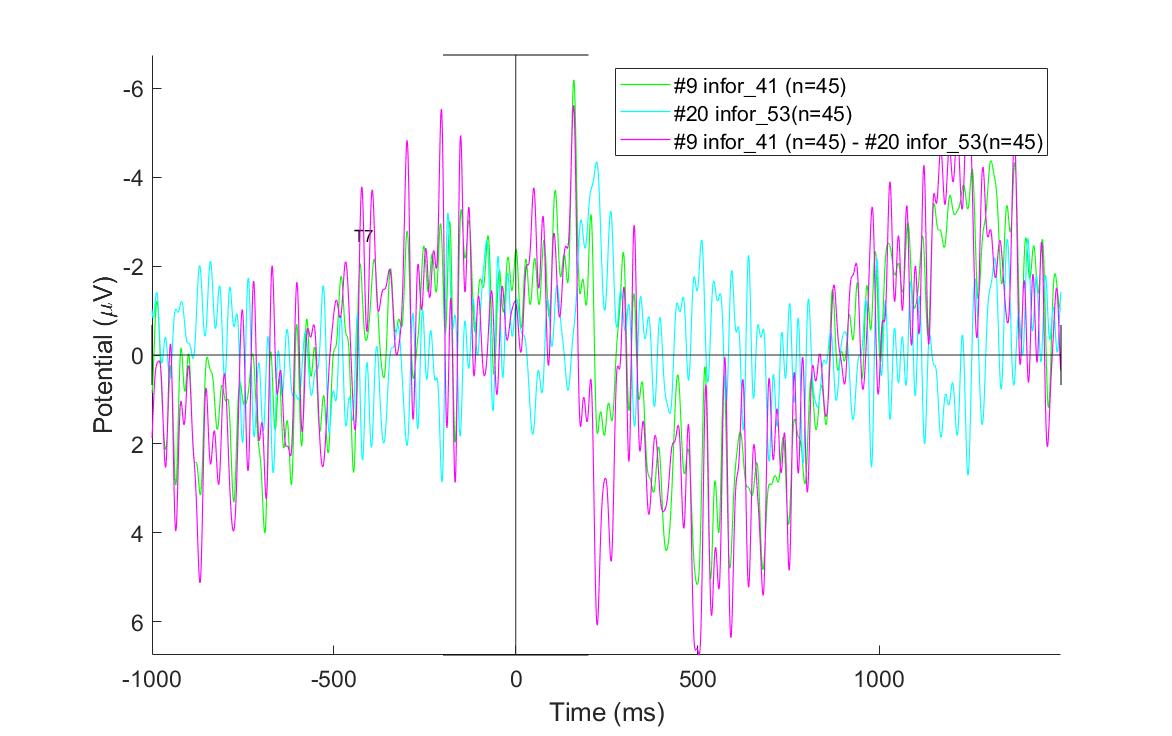 #9 infor_41 (n=45)
#20 infor_53(n=45)
#9 infor_41 (n=45) - #20 infor_53(n=45)
T7
Potential (μV)
-6
-4
-2
0
2
4
6
-1000
-500
0
500
1000
Time (ms)